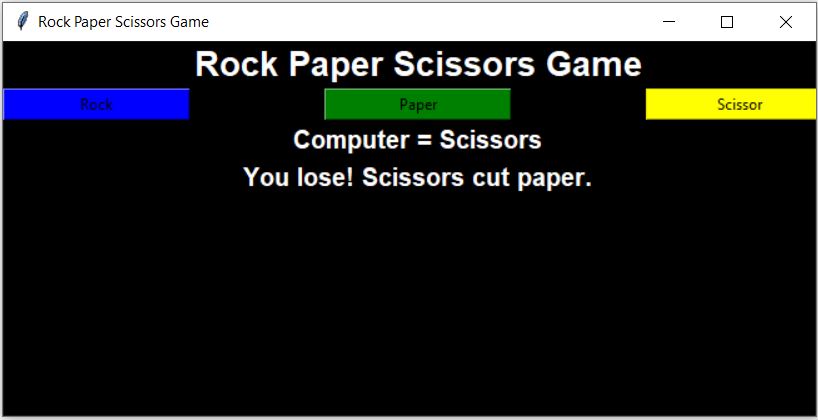 Rock Paper Scissors Game
Rock Paper Scissors Game
Rock Paper Scissor
Computer = Scissors
You lose! Scissors cut paper.